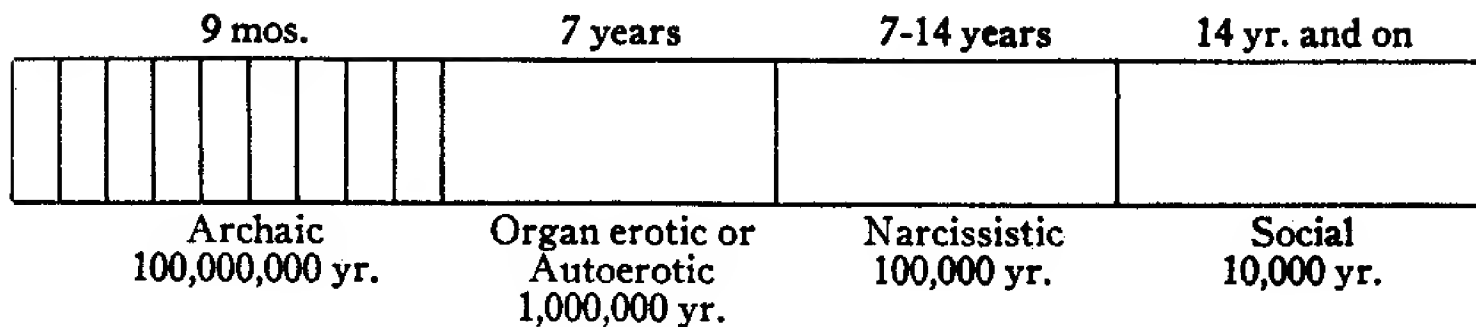 9 mos.
7 years
7-14 years
14 yr. and on
Archaic
100,000,000 yr.
Organ erotic or
Autoerotic
1,000,000 yr.
Narcissistic
100,000 yr.
Social
10,000 yr.